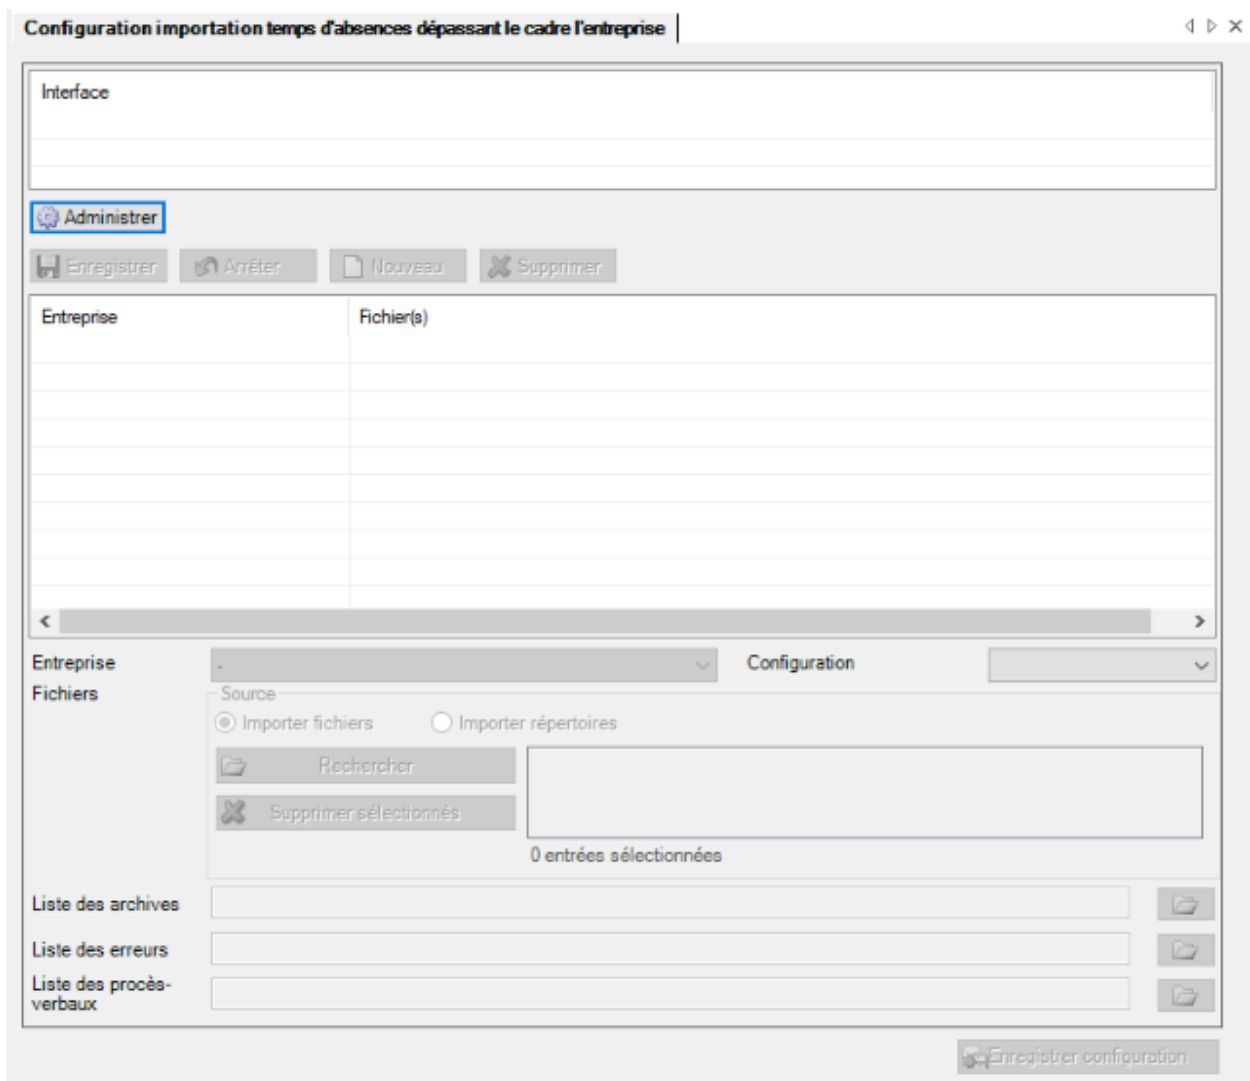 Configuration importation temps d'absences dépassant le cadre l'entreprise
Interface
Administrer
Enregistrer Arrêter Nouveau Supprimer
Entreprise Fichier(s)
Entreprise - Configuration
Fichiers Source
Importer fichiers Importer répertoires
Rechercher
Supprimer sélectionnés
0 entrées sélectionnées
Liste des archives
Liste des erreurs
Liste des procès-
verbaux
Enregistrer configuration